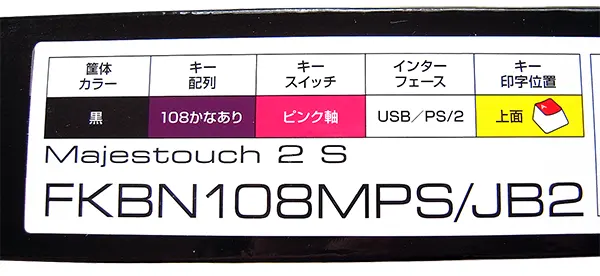 筐体 カラー
キー 配列
キー スイッチ
インター フェース
キー 印字位置
黒
108かなあり
ピンク軸
USB／PS/2
上面
Majestouch 2 S
FKBN108MPS/JB2